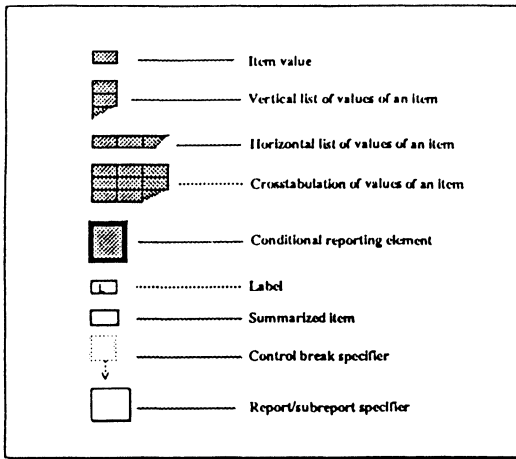 Item value
Vertical list of values of an item
Horizontal list of values of an item
Crosstabulation of values of an item
Conditional reporting element
L Label
Summarized item
Control break specifier
Report/subreport specifier